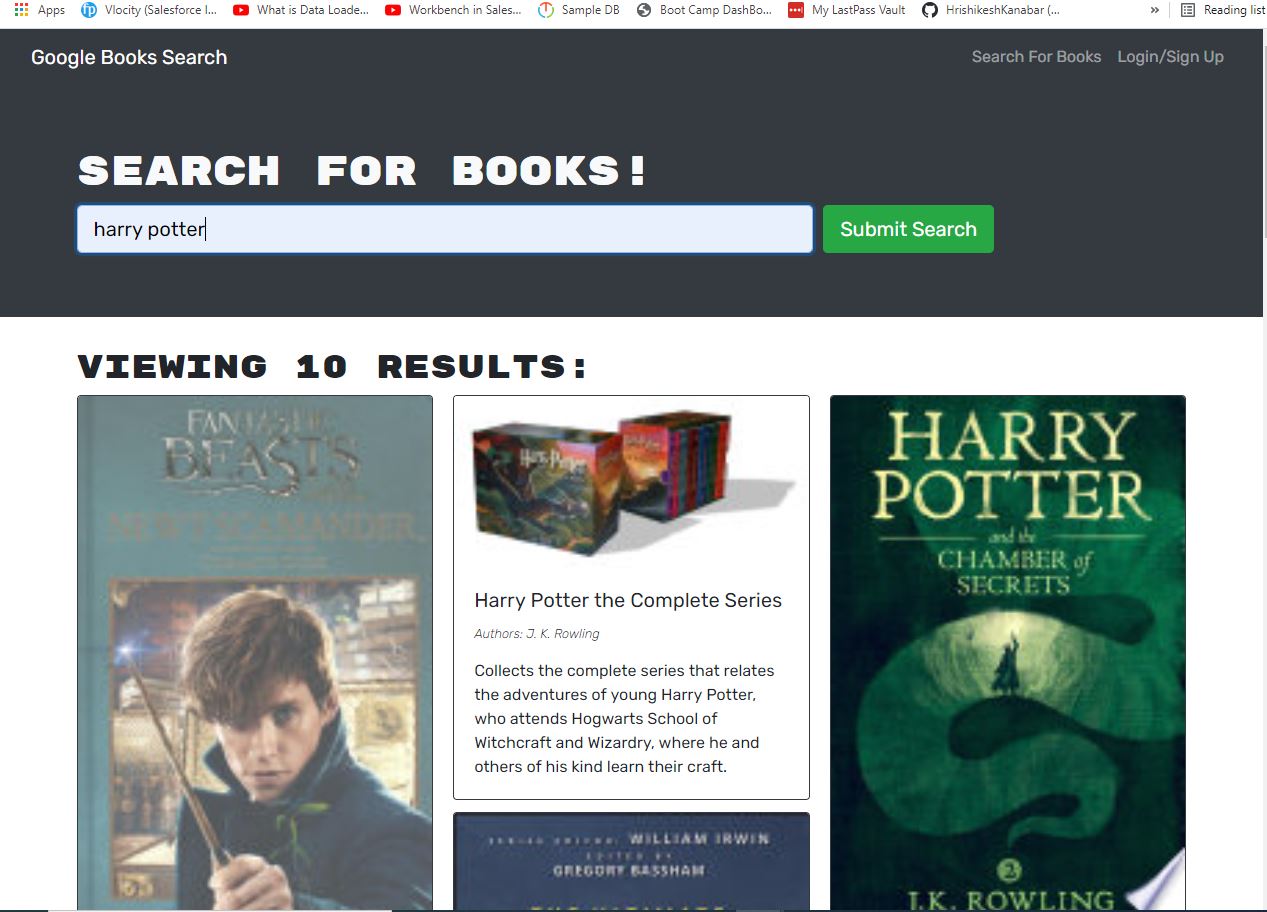 Apps
Vlocity (Salesforce I...
What is Data Loade...
Workbench in Sales...
Sample DB
Boot Camp DashBo...
My LastPass Vault
HrishikeshKanabar (...
»
Reading list
Google Books Search
Search For Books
Login/Sign Up
SEARCH FOR BOOKS!
harry potter
Submit Search
VIEWING 10 RESULTS:
FANTASTIC
BEASTS
NEWT SCAMANDER
Harry Potter
Harry Potter the Complete Series
Authors: J. K. Rowling
Collects the complete series that relates
the adventures of young Harry Potter,
who attends Hogwarts School of
Witchcraft and Wizardry, where he and
others of his kind learn their craft.
SERIES EDITOR: WILLIAM IRWIN
EDITED BY
GREGORY BASSHAM
THE ULTIMATE
HARRY
POTTER
and the
CHAMBER of
SECRETS
2
J.K. ROWLING